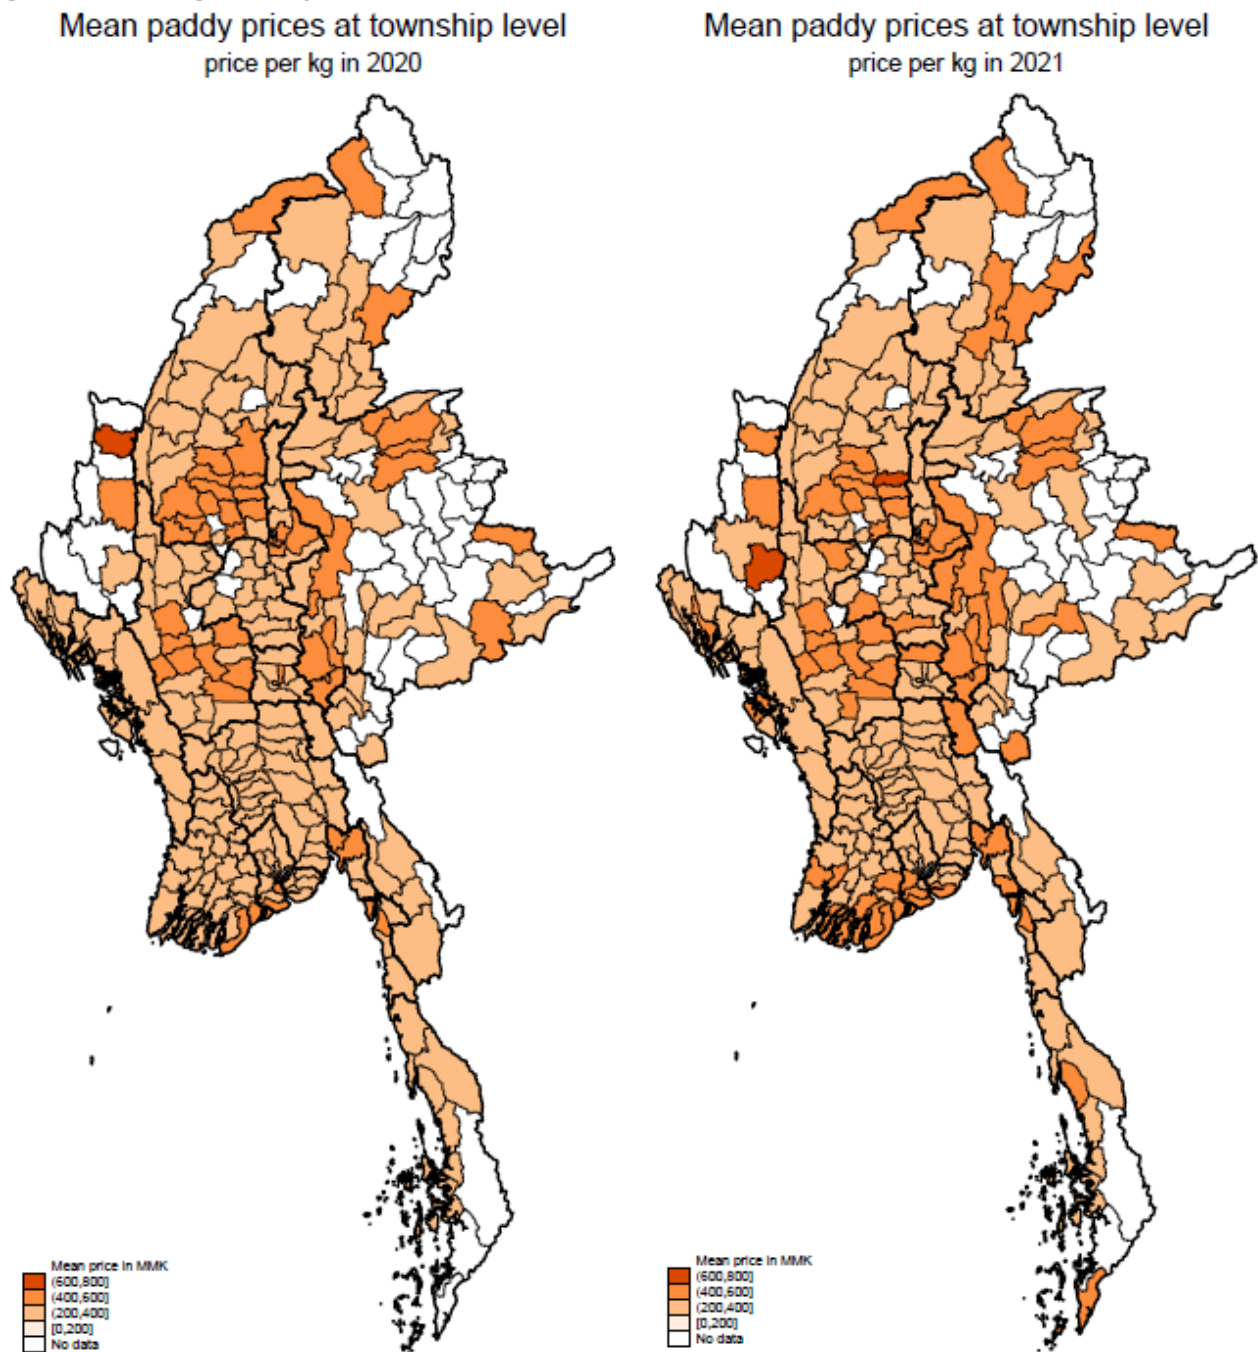 Mean paddy prices at township level
price per kg in 2020
Mean paddy prices at township level
price per kg in 2021
Mean price in MMK
(600,800]
(400,600]
(200,400]
[0,200]
No data
Mean price in MMK
(600,800]
(400,600]
(200,400]
[0,200]
No data